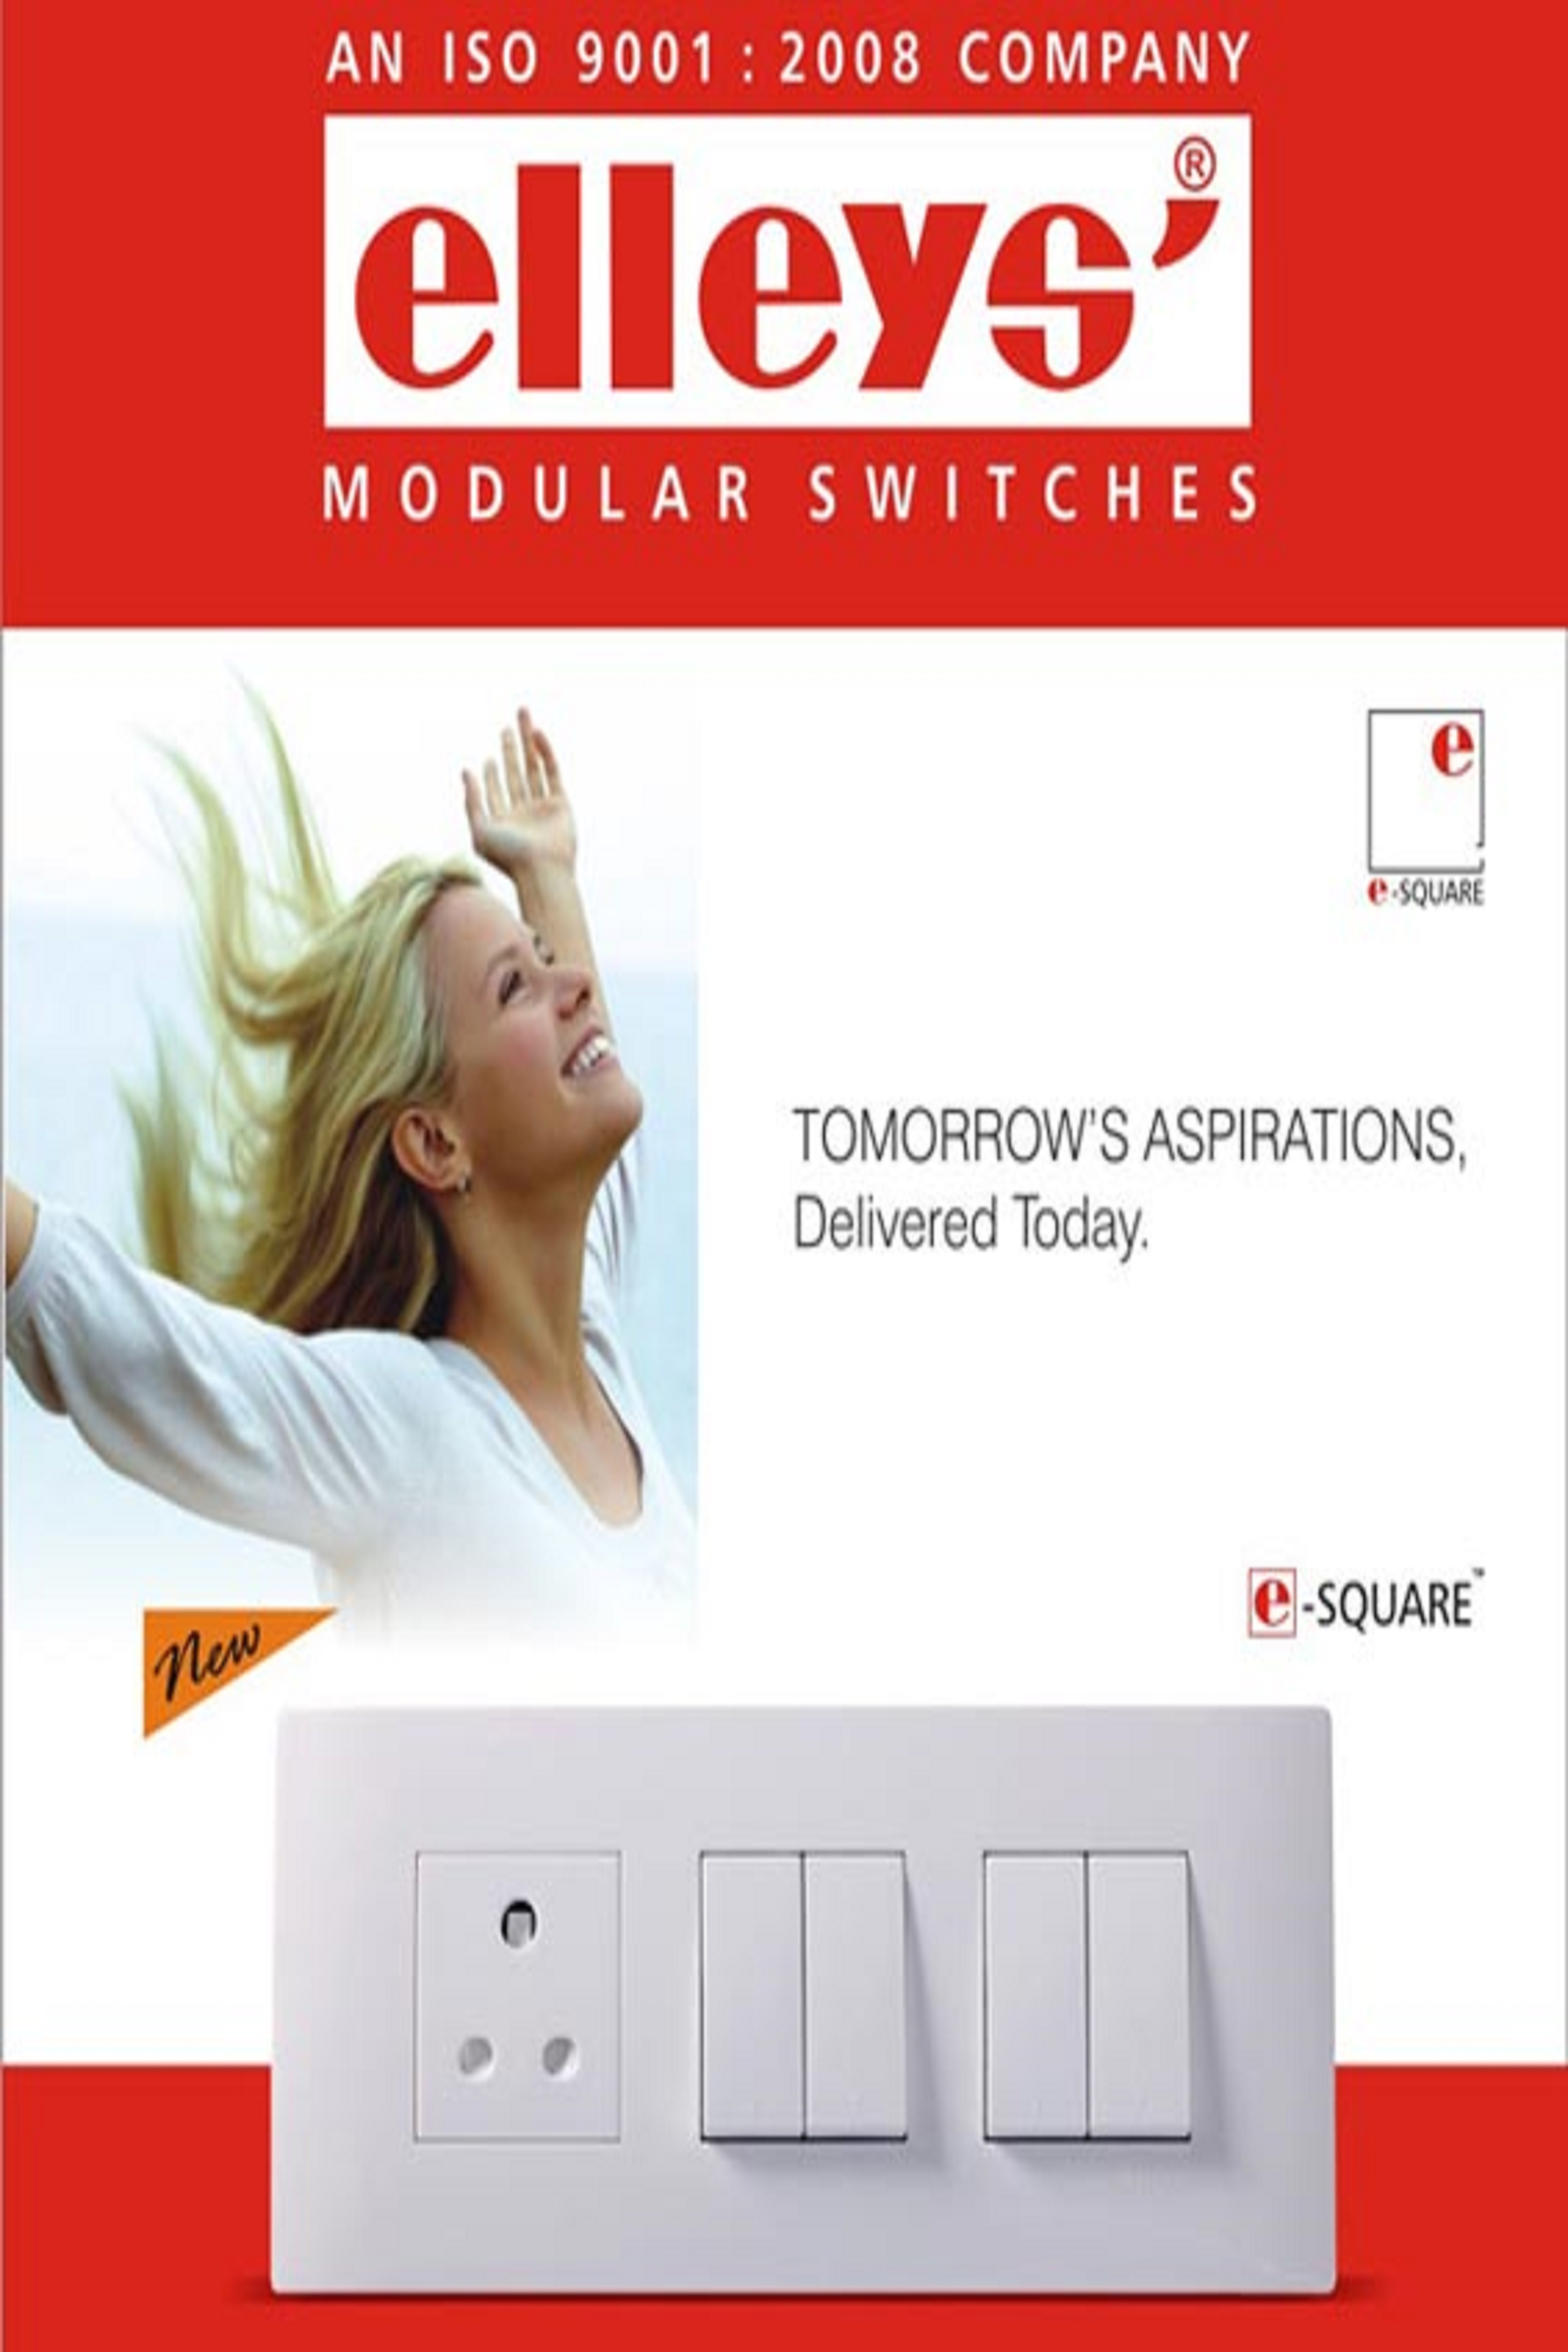 AN ISO 9001 : 2008 COMPANY
elleys’®
MODULAR SWITCHES
e
e-SQUARE
TOMORROW'S ASPIRATIONS,
Delivered Today.
e-SQUARE™
New